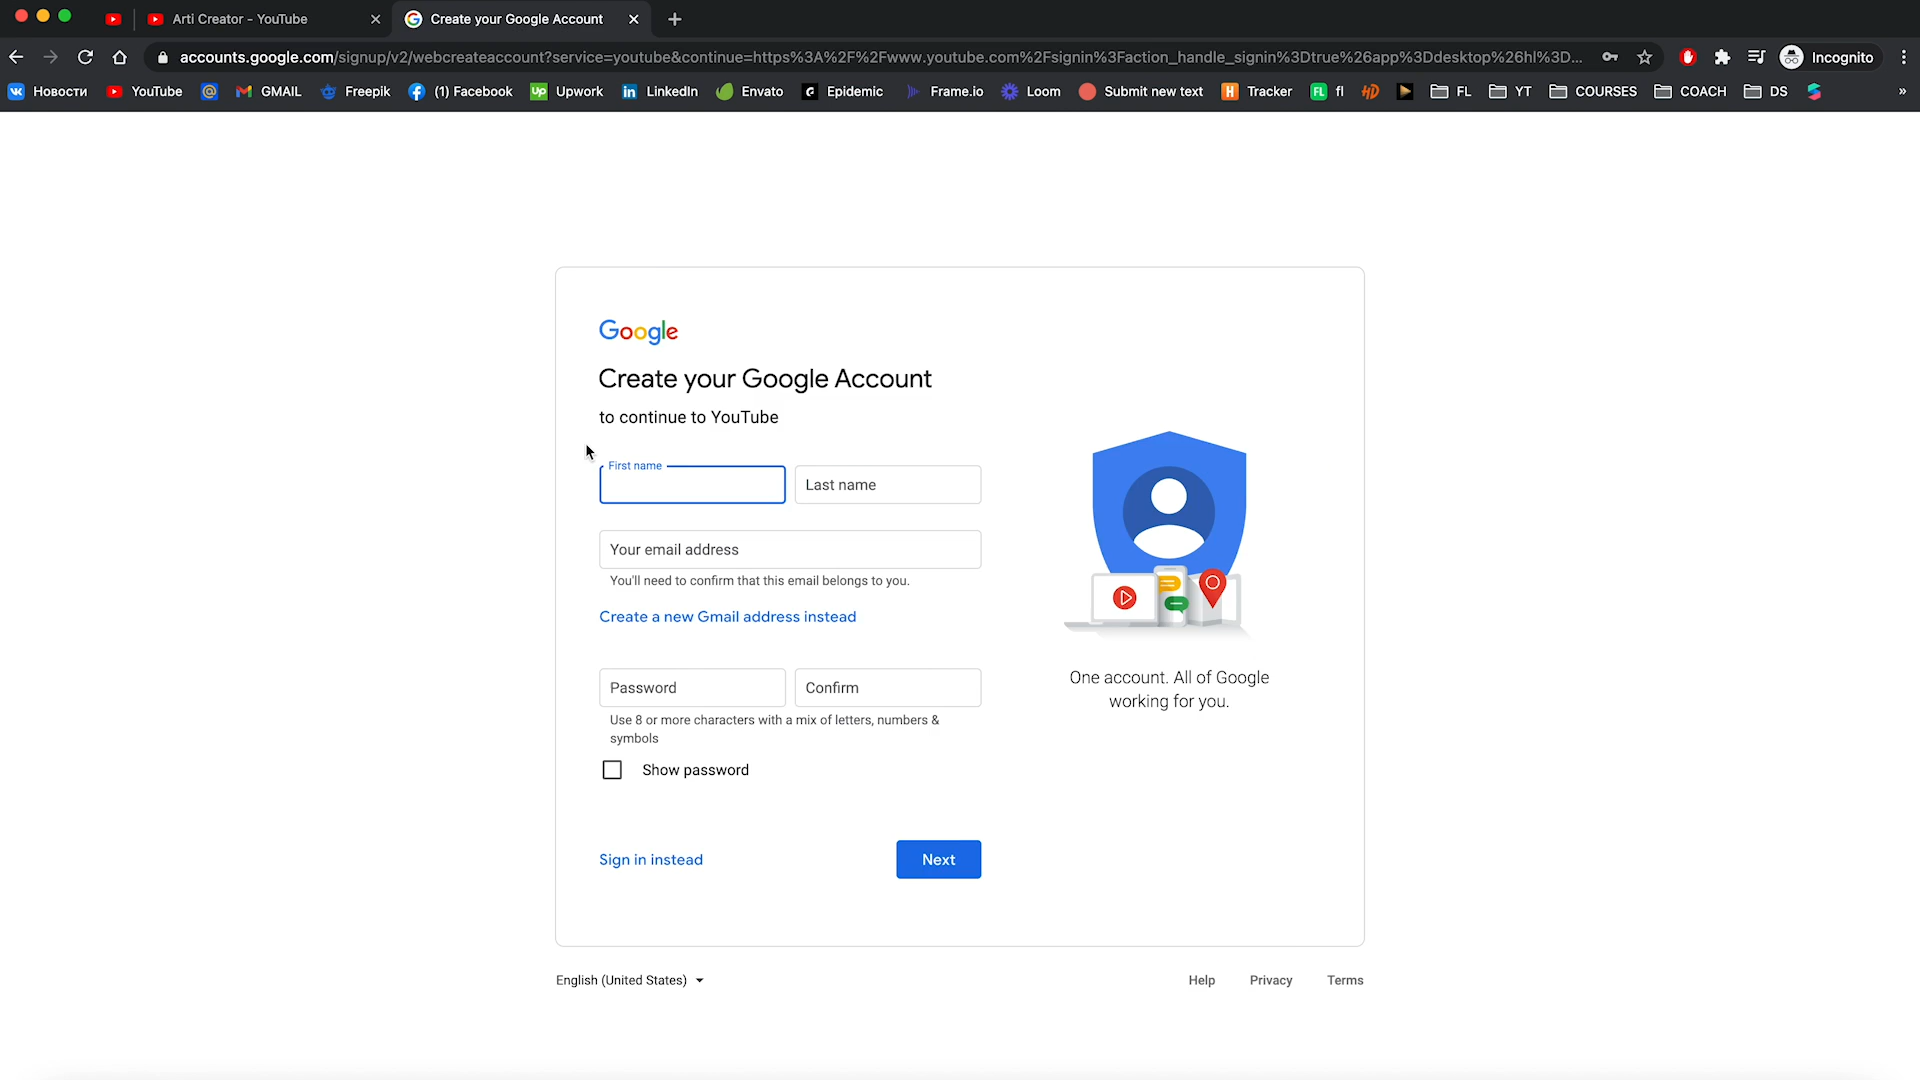 Arti Creator - YouTube
Create your Google Account
accounts.google.com/signup/v2/webcreateaccount?service=youtube&continue=https%3A%2F%2Fwww.youtube.com%2Fsignin%3Faction_handle_signin%3Dtrue%26app%3Ddesktop%26hl%3D...
Incognito
Новости
YouTube
GMAIL
Freepik
(1) Facebook
Upwork
LinkedIn
Envato
Epidemic
Frame.io
Loom
Submit new text
Tracker
fl
FL
YT
COURSES
COACH
DS
»
Google
Create your Google Account
to continue to YouTube
First name
Last name
Your email address
You'll need to confirm that this email belongs to you.
Create a new Gmail address instead
Password
Confirm
Use 8 or more characters with a mix of letters, numbers &
symbols
Show password
Sign in instead
Next
One account. All of Google
working for you.
English (United States)
Help
Privacy
Terms